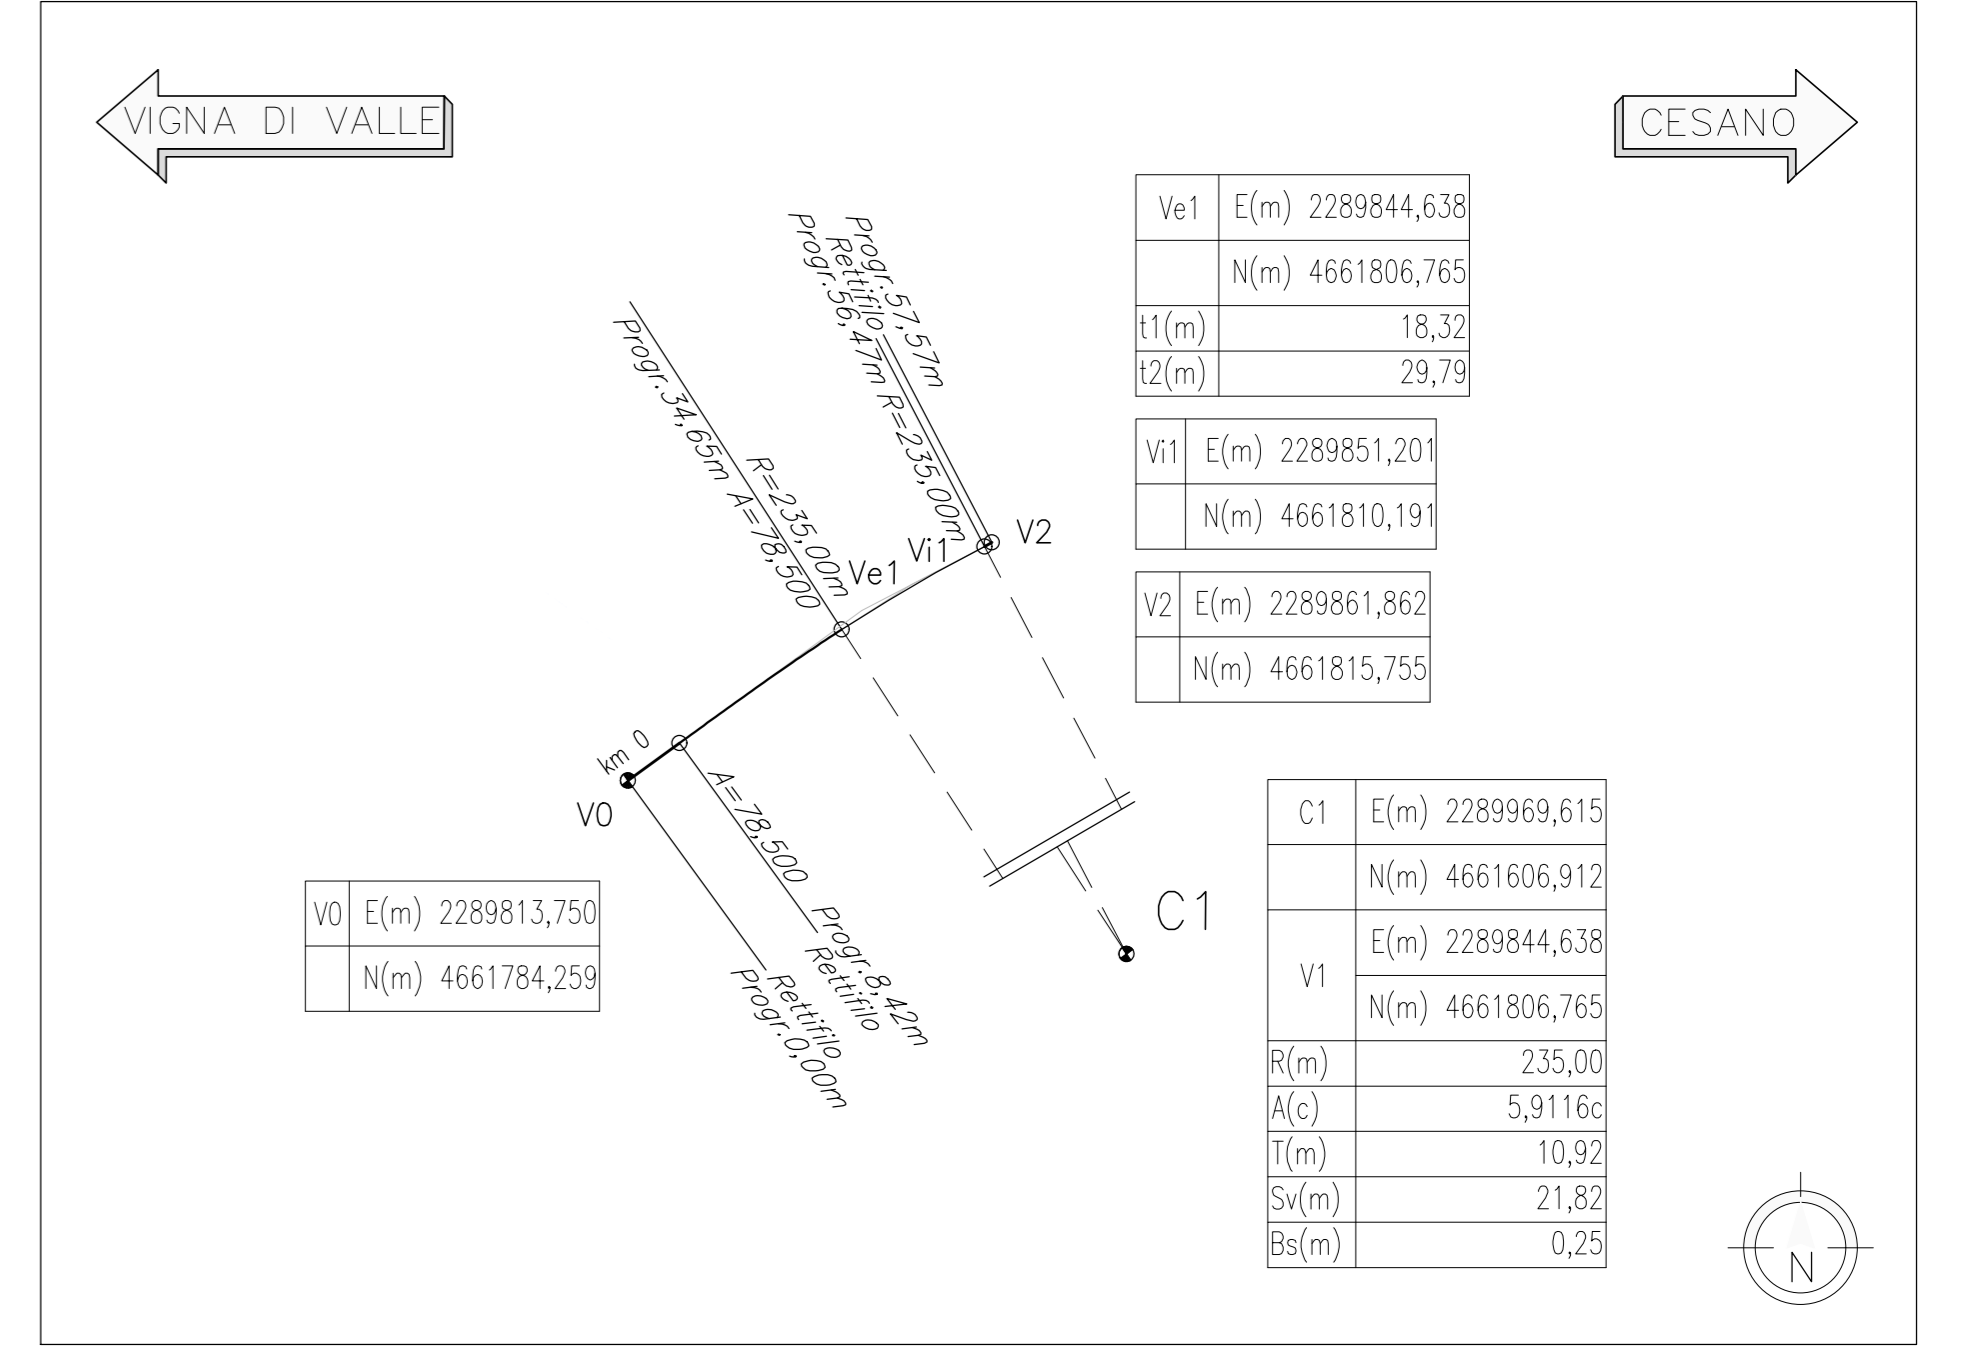 VIGNA DI VALLE
CESANO
Ve1 E(m) 2289844,638
N(m) 4661806,765
t1(m) 18,32
t2(m) 29,79
Vi1 E(m) 2289851,201
N(m) 4661810,191
V2 E(m) 2289861,862
N(m) 4661815,755
Progr.57,57m
Rettifilo
Progr.56,47m R=235,00m
R=235,00m
Progr.34,65m A=78,500
Ve1
Vi1
V2
km 0
V0
A=78,500 Progr.8,42m
Rettifilo
Rettifilo
Progr.0,00m
C1
V0 E(m) 2289813,750
N(m) 4661784,259
C1 E(m) 2289969,615
N(m) 4661606,912
V1 E(m) 2289844,638
N(m) 4661806,765
R(m) 235,00
A(c) 5,9116c
T(m) 10,92
Sv(m) 21,82
Bs(m) 0,25
N